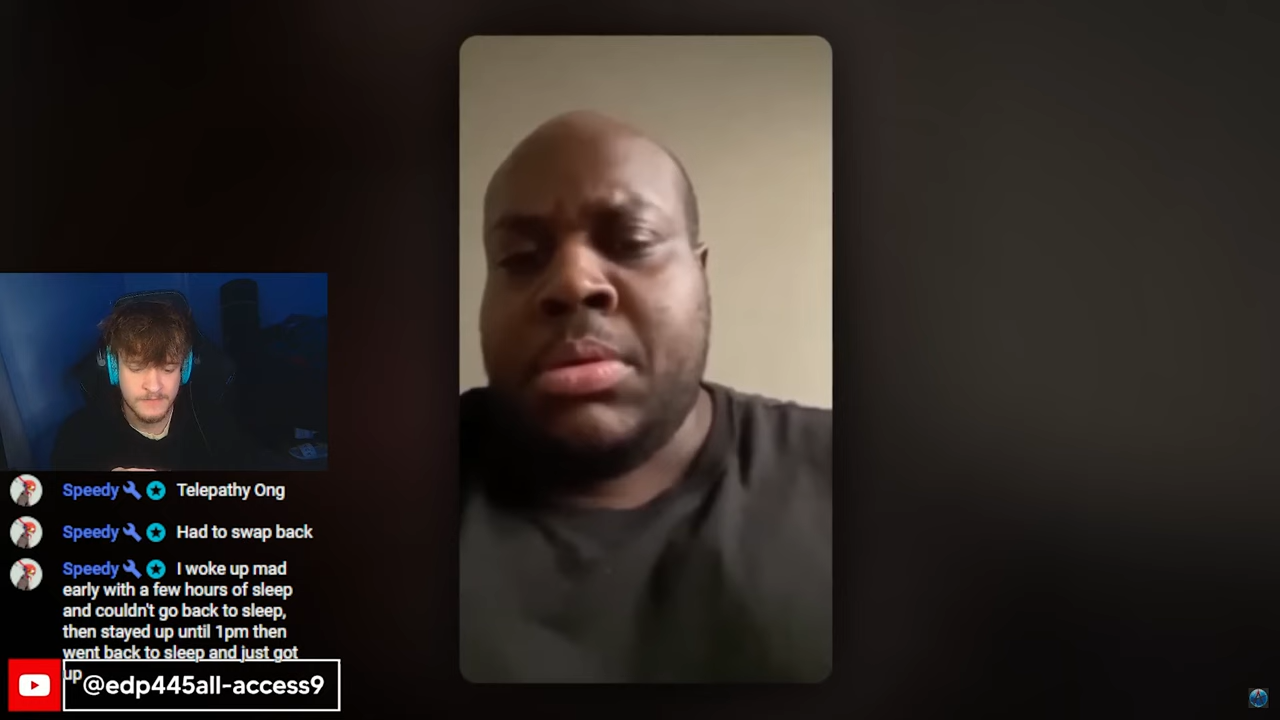 Speedy Telepathy Ong
Speedy Had to swap back
Speedy I woke up mad
early with a few hours of sleep
and couldn't go back to sleep,
then stayed up until 1pm then
went back to sleep and just got
up
@edp445all-access9